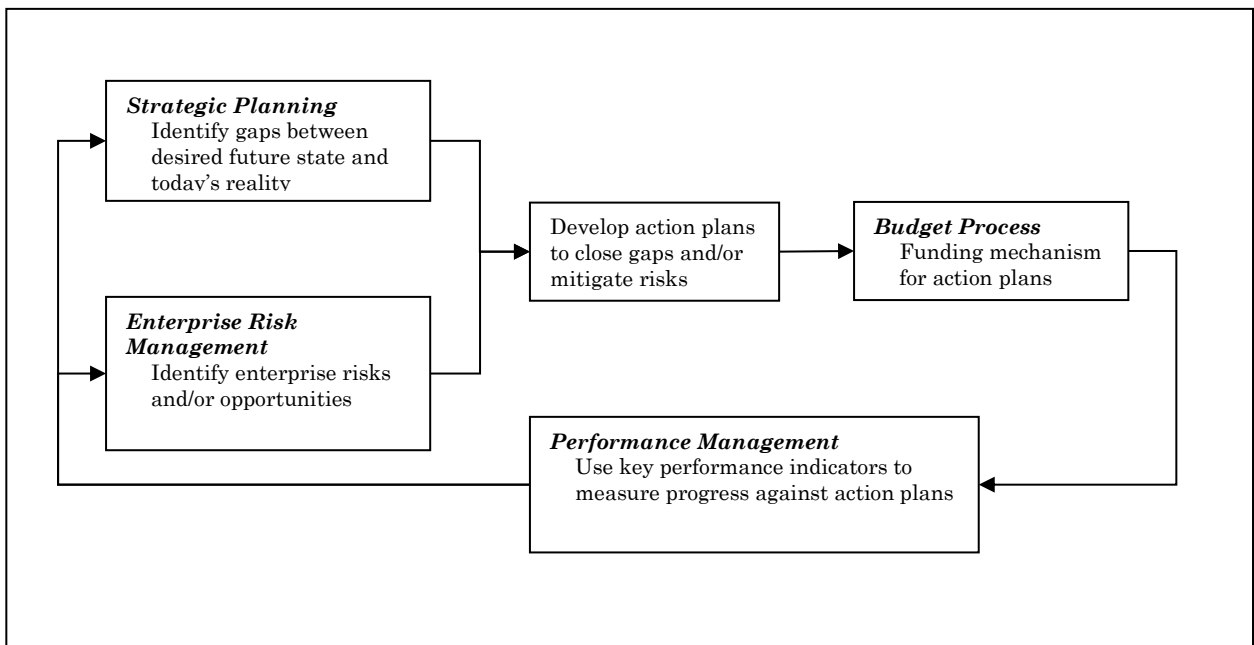 Strategic Planning
Identify gaps between
desired future state and
today's reality
Enterprise Risk
Management
Identify enterprise risks
and/or opportunities
Develop action plans
to close gaps and/or
mitigate risks
Budget Process
Funding mechanism
for action plans
Performance Management
Use key performance indicators to
measure progress against action plans